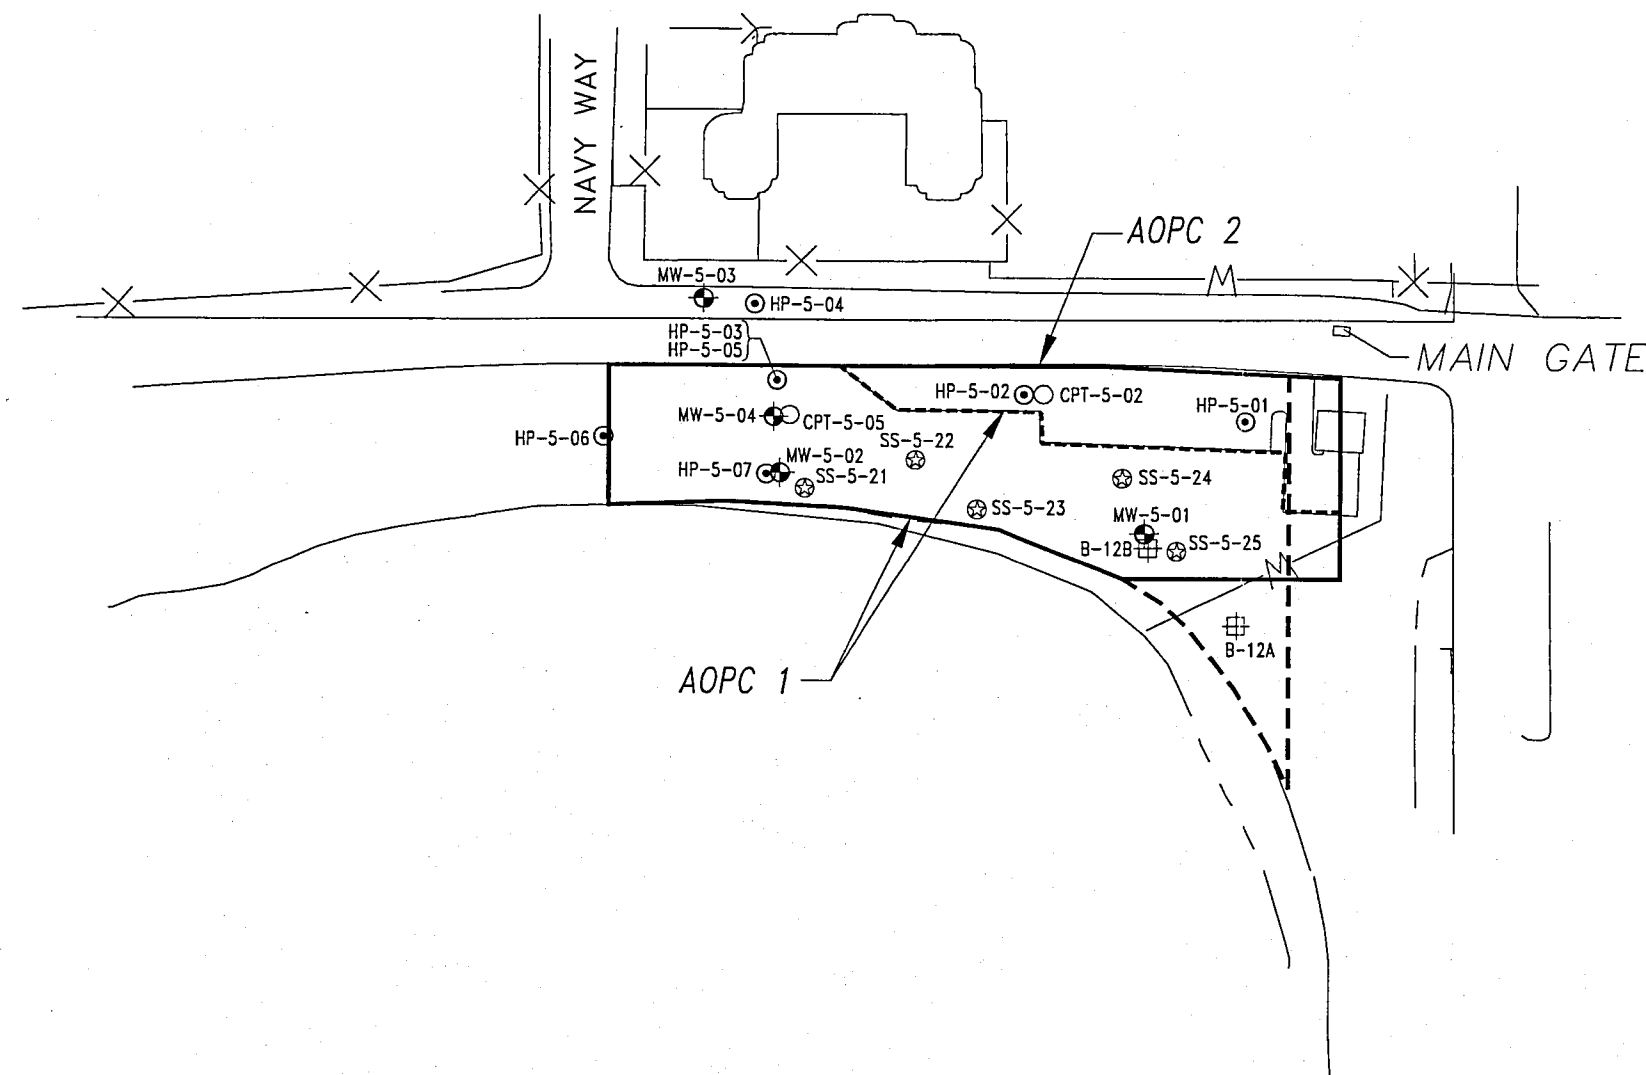 NAVY WAY
AOPC 2
MW-5-03
HP-5-04
HP-5-03
HP-5-05
MAIN GATE
HP-5-02
CPT-5-02
HP-5-01
MW-5-04
CPT-5-05
HP-5-06
SS-5-22
MW-5-02
HP-5-07
SS-5-21
SS-5-24
SS-5-23
MW-5-01
B-12B
SS-5-25
B-12A
AOPC 1